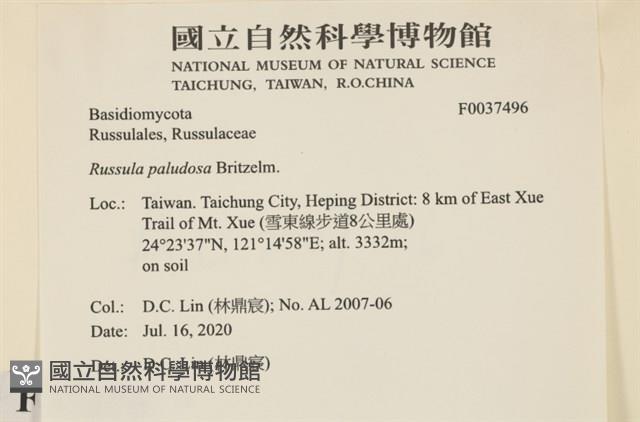 國立自然科學博物館
NATIONAL MUSEUM OF NATURAL SCIENCE
TAICHUNG, TAIWAN, R.O.CHINA
Basidiomycota F0037496
Russulales, Russulaceae
Russula paludosa Britzelm.
Loc.: Taiwan. Taichung City, Heping District: 8 km of East Xue
Trail of Mt. Xue (雪東線步道8公里處)
24°23'37"N, 121°14'58"E; alt. 3332m;
on soil
Col.: D.C. Lin (林鼎宸); No. AL 2007-06
Date: Jul. 16, 2020
D.C. Lin (林鼎宸)
國立自然科學博物館
NATIONAL MUSEUM OF NATURAL SCIENCE
F